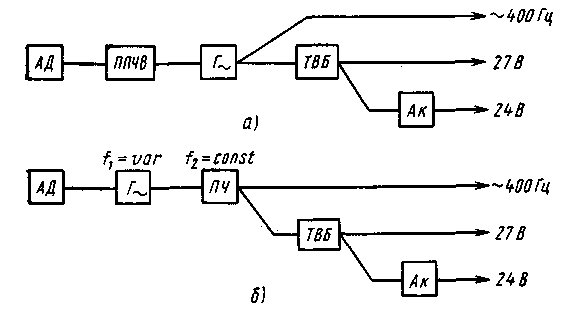 ~400 Гц
АД ППЧВ Г~ ТВБ 27 В
Ак 24 В
а)
f₁ = var f₂ = const
АД Г~ ПЧ ~400 Гц
ТВБ 27 В
Ак 24 В
б)